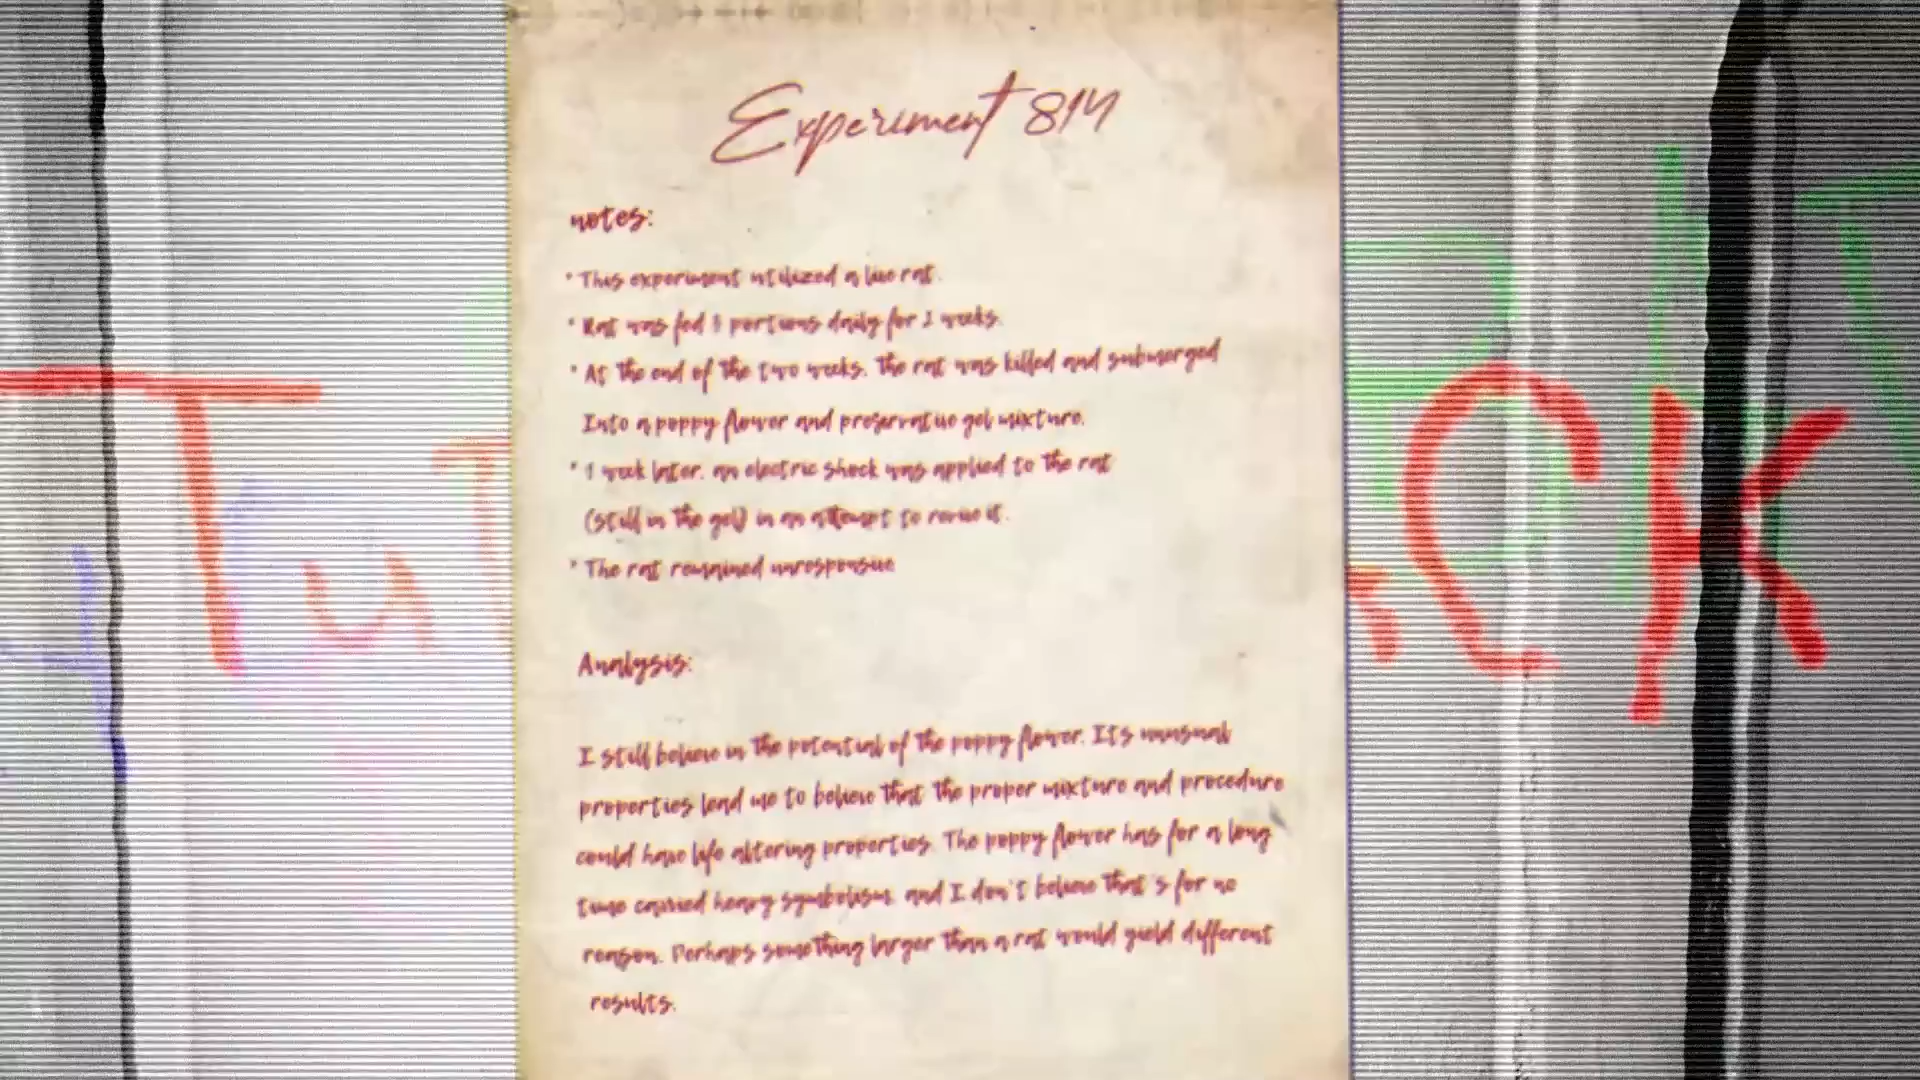 Experiment 814
notes:
* This experiment utilized a live rat.
* Rat was fed 3 portions daily for 2 weeks.
* At the end of the two weeks, the rat was killed and submerged
Into a poppy flower and preservative gel mixture.
* 1 week later, an electric shock was applied to the rat
(still in the gel) in an attempt to revive it.
* The rat remained unresponsive
Analysis:
I still believe in the potential of the poppy flower. Its unusual
properties lead me to believe that the proper mixture and procedure
could have life altering properties. The poppy flower has for a long
time carried heavy symbolism, and I don't believe that's for no
reason. Perhaps something larger than a rat would yield different
results.